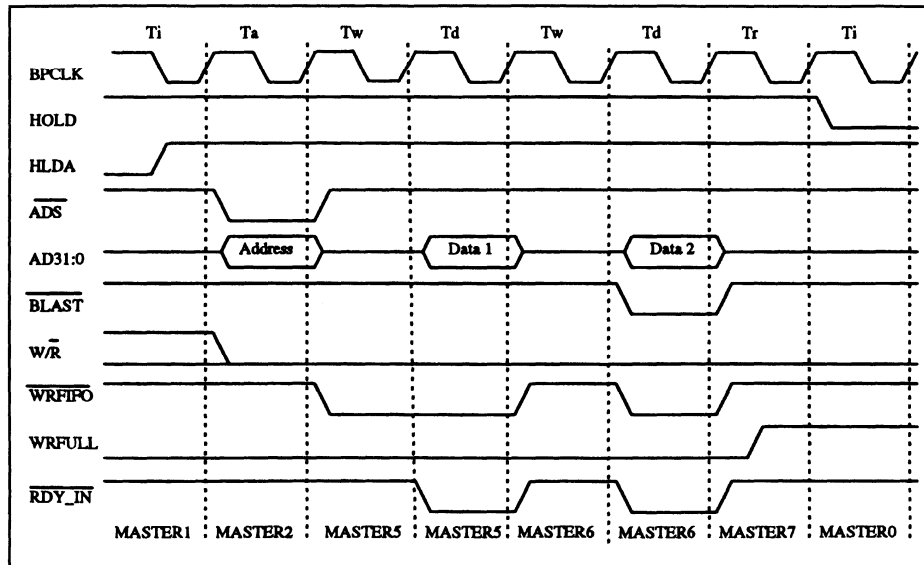 Ti Ta Tw Td Tw Td Tr Ti
BPCLK
HOLD
HLDA
ADS
AD31:0 Address Data 1 Data 2
BLAST
W/R
WRFIFO
WRFULL
RDY_IN
MASTER1 MASTER2 MASTER5 MASTER5 MASTER6 MASTER6 MASTER7 MASTER0